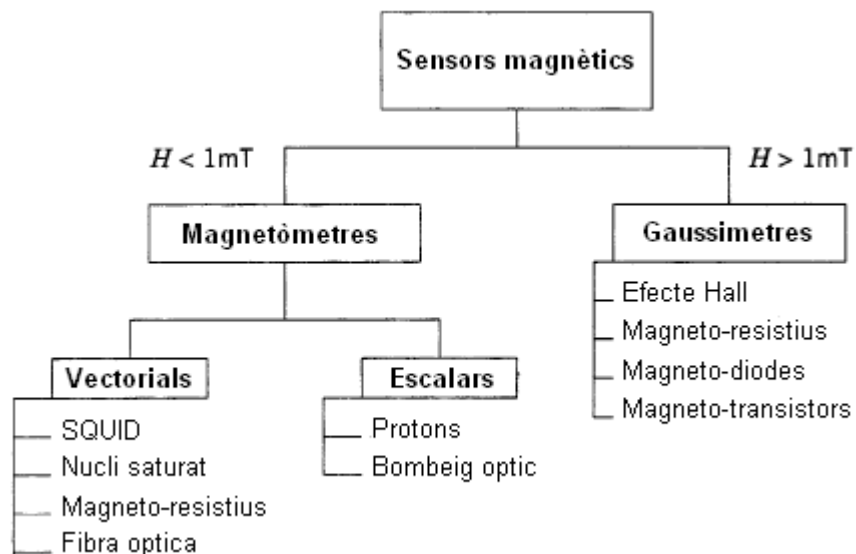 Sensors magnètics
H < 1mT
H > 1mT
Magnetòmetres
Gaussimetres
Efecte Hall
Magneto-resistius
Magneto-diodes
Magneto-transistors
Vectorials
SQUID
Nucli saturat
Magneto-resistius
Fibra optica
Escalars
Protons
Bombeig optic